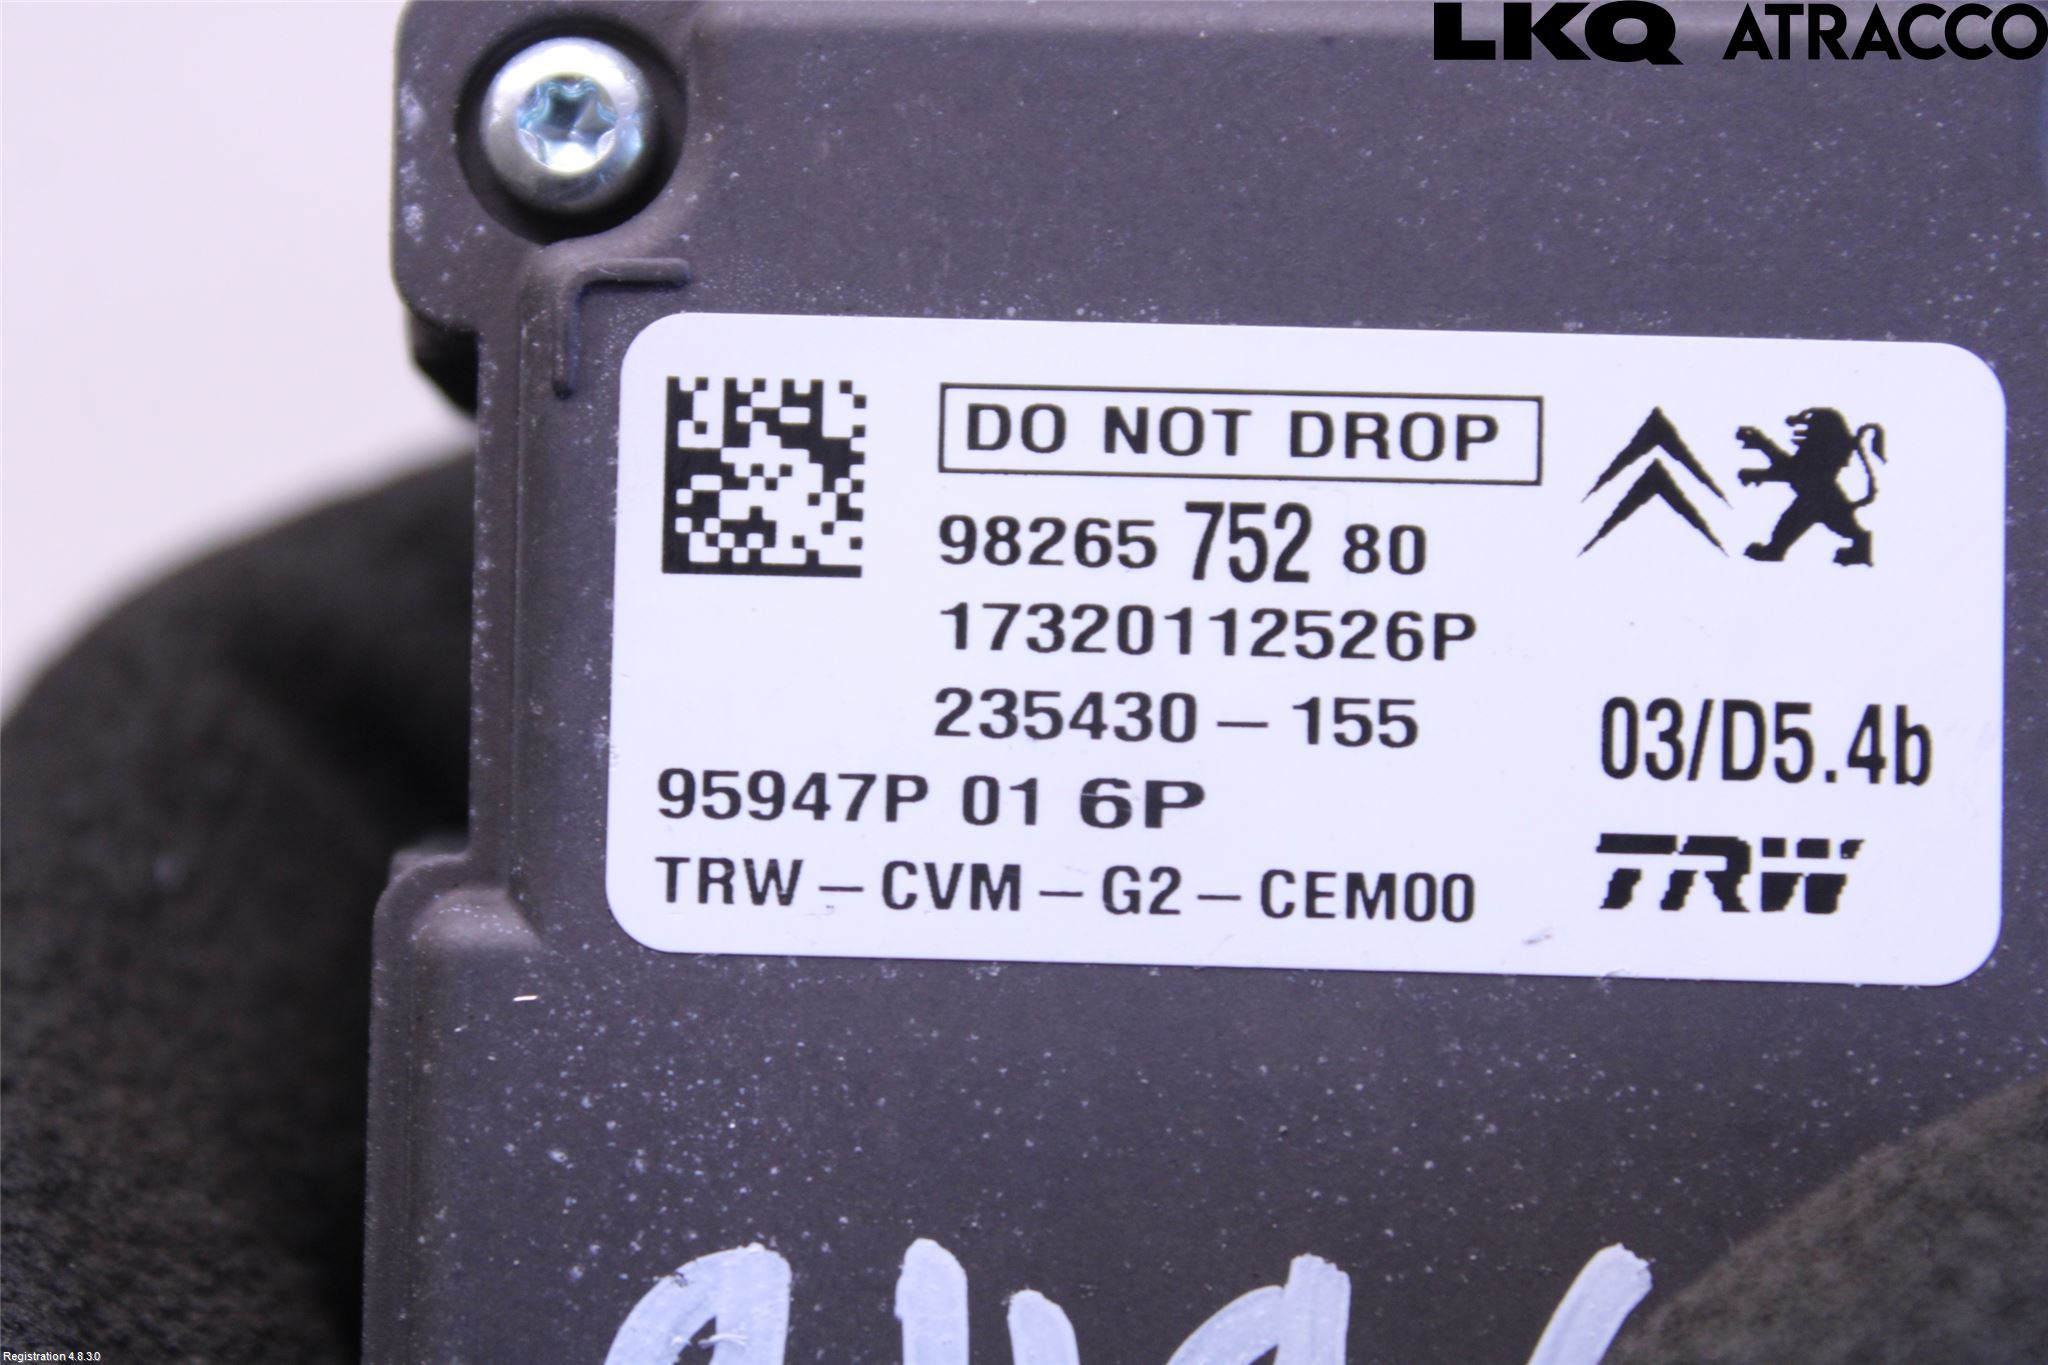 LKQ ATRACCO
DO NOT DROP
98265 752 80
17320112526P
235430-155
03/D5.4b
95947P 01 6P
TRW
TRW-CVM-G2-CEM00
Registration 4.8.3.0